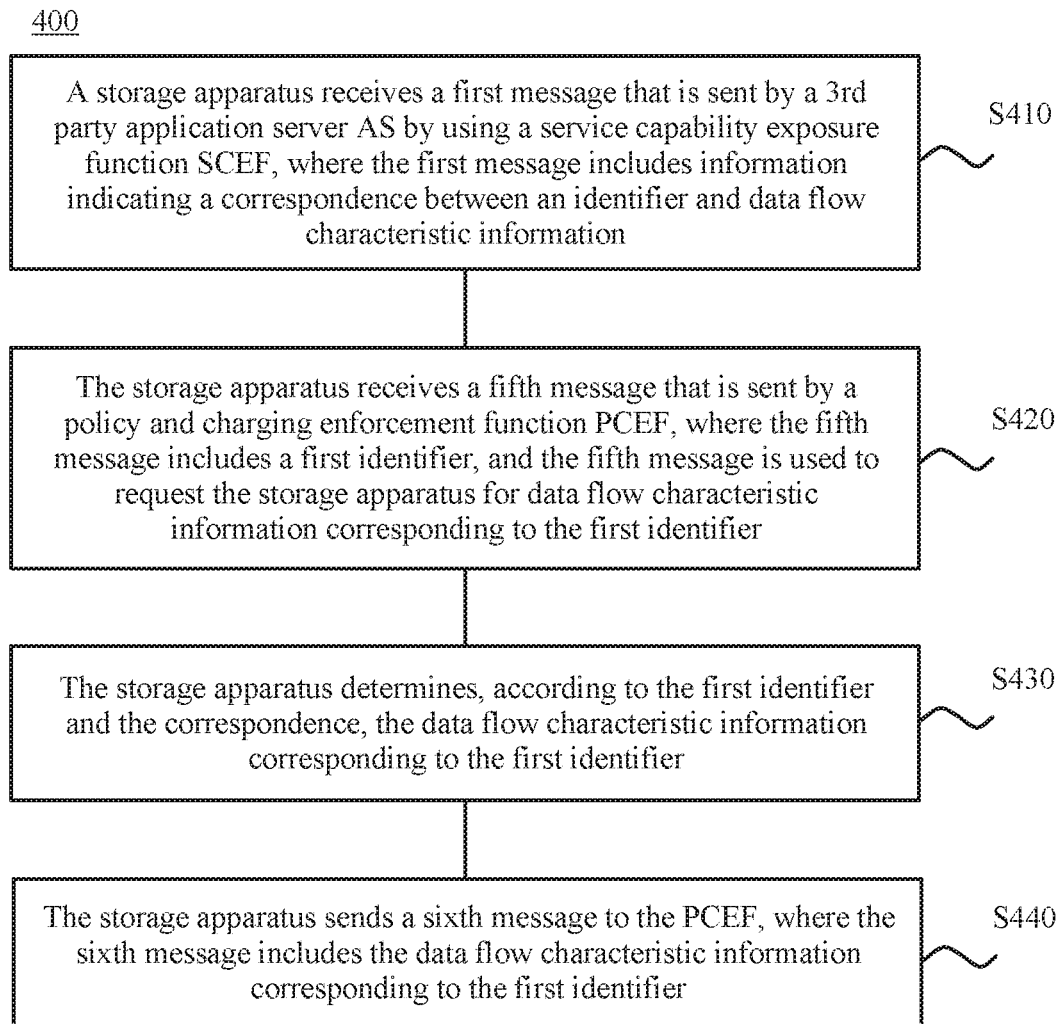 400
A storage apparatus receives a first message that is sent by a 3rd
party application server AS by using a service capability exposure
function SCEF, where the first message includes information
indicating a correspondence between an identifier and data flow
characteristic information
S410
The storage apparatus receives a fifth message that is sent by a
policy and charging enforcement function PCEF, where the fifth
message includes a first identifier, and the fifth message is used to
request the storage apparatus for data flow characteristic
information corresponding to the first identifier
S420
The storage apparatus determines, according to the first identifier
and the correspondence, the data flow characteristic information
corresponding to the first identifier
S430
The storage apparatus sends a sixth message to the PCEF, where the
sixth message includes the data flow characteristic information
corresponding to the first identifier
S440